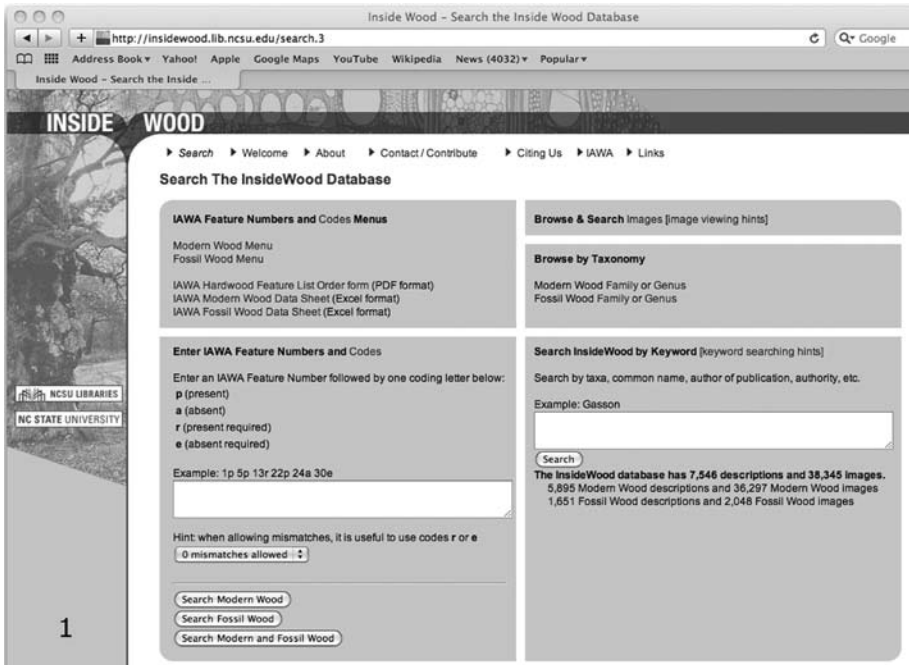 Inside Wood – Search the Inside Wood Database
http://insidewood.lib.ncsu.edu/search.3
Google
Address Book Yahoo! Apple Google Maps YouTube Wikipedia News (4032) Popular
Inside Wood – Search the Inside ...
INSIDE WOOD
Search Welcome About Contact / Contribute Citing Us IAWA Links
Search The InsideWood Database
IAWA Feature Numbers and Codes Menus
Modern Wood Menu
Fossil Wood Menu
IAWA Hardwood Feature List Order form (PDF format)
IAWA Modern Wood Data Sheet (Excel format)
IAWA Fossil Wood Data Sheet (Excel format)
Browse & Search Images [image viewing hints]
Browse by Taxonomy
Modern Wood Family or Genus
Fossil Wood Family or Genus
Enter IAWA Feature Numbers and Codes
Enter an IAWA Feature Number followed by one coding letter below:
p (present)
a (absent)
r (present required)
e (absent required)
Example: 1p 5p 13r 22p 24a 30e
Hint: when allowing mismatches, it is useful to use codes r or e
0 mismatches allowed
Search Modern Wood
Search Fossil Wood
Search Modern and Fossil Wood
Search InsideWood by Keyword [keyword searching hints]
Search by taxa, common name, author of publication, authority, etc.
Example: Gasson
Search
The InsideWood database has 7,546 descriptions and 38,345 images.
5,895 Modern Wood descriptions and 36,297 Modern Wood images
1,651 Fossil Wood descriptions and 2,048 Fossil Wood images
NCSU LIBRARIES
NC STATE UNIVERSITY
1